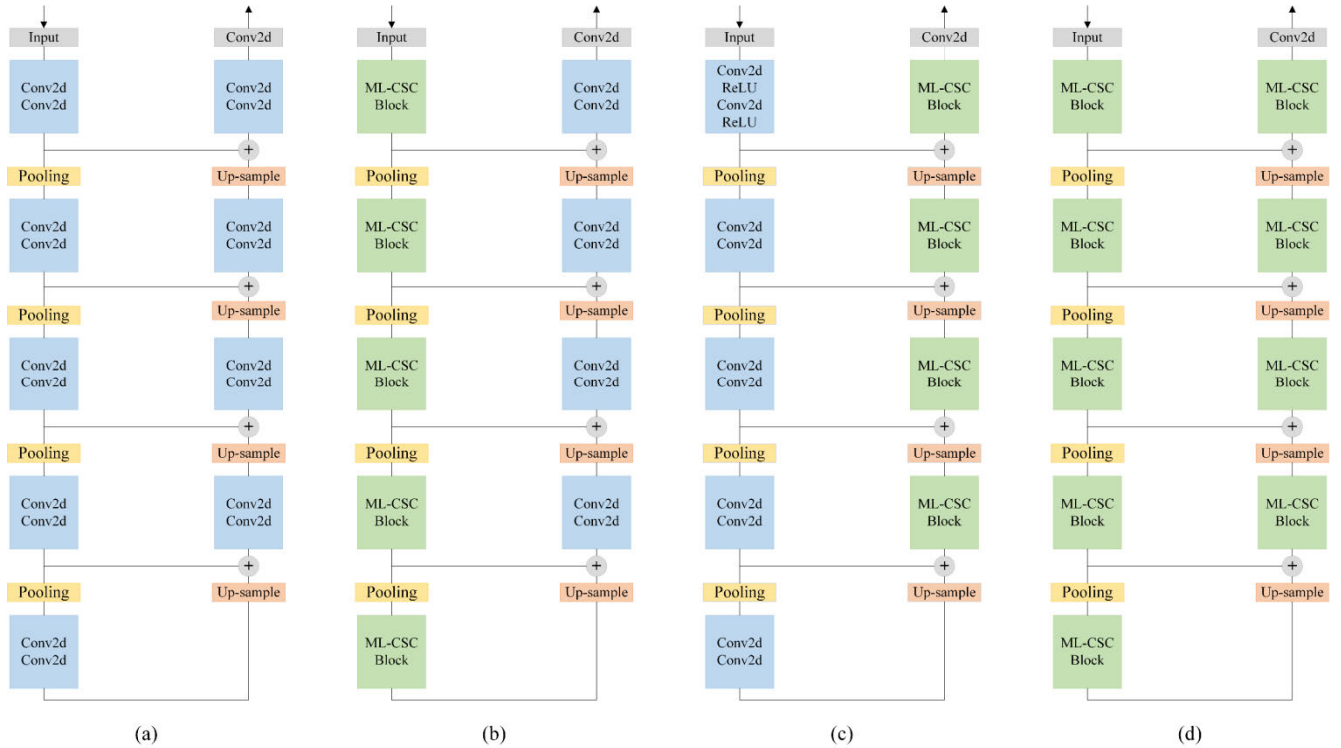 Input
Conv2d
Conv2d
Pooling
Conv2d
Conv2d
Pooling
Conv2d
Conv2d
Pooling
Conv2d
Conv2d
Pooling
Conv2d
Conv2d
Conv2d
Conv2d
Conv2d
+
Up-sample
Conv2d
Conv2d
+
Up-sample
Conv2d
Conv2d
+
Up-sample
Conv2d
Conv2d
+
Up-sample
(a)
Input
ML-CSC
Block
Pooling
ML-CSC
Block
Pooling
ML-CSC
Block
Pooling
ML-CSC
Block
Pooling
ML-CSC
Block
Conv2d
Conv2d
Conv2d
+
Up-sample
Conv2d
Conv2d
+
Up-sample
Conv2d
Conv2d
+
Up-sample
Conv2d
Conv2d
+
Up-sample
(b)
Input
Conv2d
ReLU
Conv2d
ReLU
Pooling
Conv2d
Conv2d
Pooling
Conv2d
Conv2d
Pooling
Conv2d
Conv2d
Pooling
Conv2d
Conv2d
Conv2d
ML-CSC
Block
+
Up-sample
ML-CSC
Block
+
Up-sample
ML-CSC
Block
+
Up-sample
ML-CSC
Block
+
Up-sample
(c)
Input
ML-CSC
Block
Pooling
ML-CSC
Block
Pooling
ML-CSC
Block
Pooling
ML-CSC
Block
Pooling
ML-CSC
Block
Conv2d
ML-CSC
Block
+
Up-sample
ML-CSC
Block
+
Up-sample
ML-CSC
Block
+
Up-sample
ML-CSC
Block
+
Up-sample
(d)